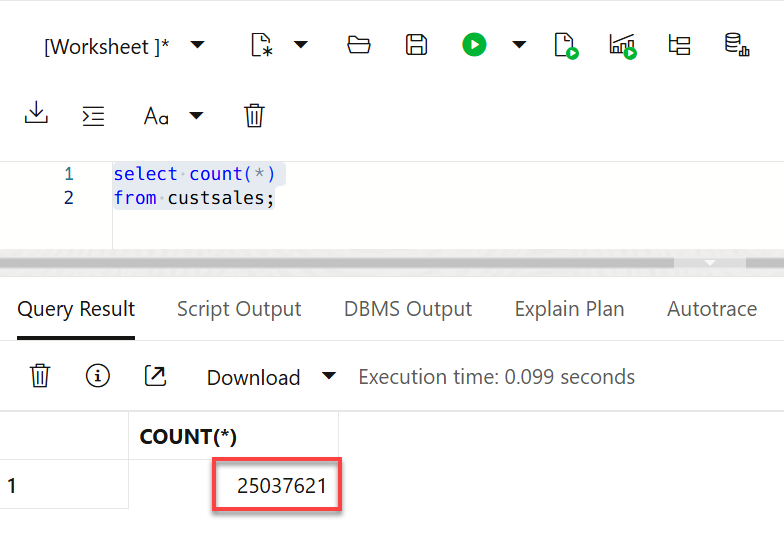 [Worksheet ]*
Aa
1 select count(*)
2 from custsales;
Query Result Script Output DBMS Output Explain Plan Autotrace
Download Execution time: 0.099 seconds
COUNT(*)
1 25037621